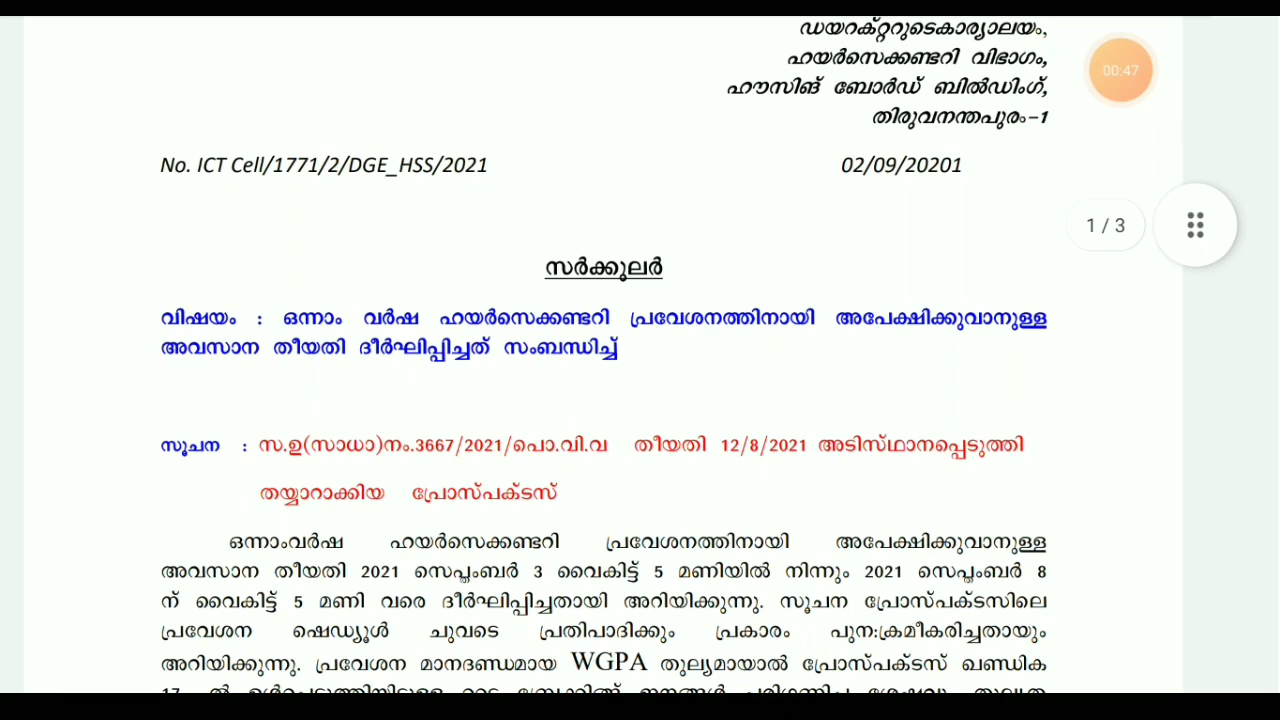 ഡയറക്റ്ററുടെകാര്യാലയം,
ഹയർസെക്കണ്ടറി വിഭാഗം,
00:47
ഹൗസിങ് ബോർഡ് ബിൽഡിംഗ്,
തിരുവനന്തപുരം-1
No. ICT Cell/1771/2/DGE_HSS/2021 02/09/20201
1 / 3
സർക്കുലർ
വിഷയം : ഒന്നാം വർഷ ഹയർസെക്കണ്ടറി പ്രവേശനത്തിനായി അപേക്ഷിക്കുവാനുള്ള
അവസാന തീയതി ദീർഘിപ്പിച്ചത് സംബന്ധിച്ച്
സൂചന : സ.ഉ(സാധാ)നം.3667/2021/പൊ.വി.വ തീയതി 12/8/2021 അടിസ്ഥാനപ്പെടുത്തി
തയ്യാറാക്കിയ പ്രോസ്പക്ടസ്
ഒന്നാംവർഷ ഹയർസെക്കണ്ടറി പ്രവേശനത്തിനായി അപേക്ഷിക്കുവാനുള്ള
അവസാന തീയതി 2021 സെപ്തംബർ 3 വൈകിട്ട് 5 മണിയിൽ നിന്നും 2021 സെപ്തംബർ 8
ന് വൈകിട്ട് 5 മണി വരെ ദീർഘിപ്പിച്ചതായി അറിയിക്കുന്നു. സൂചന പ്രോസ്പക്ടസിലെ
പ്രവേശന ഷെഡ്യൂൾ ചുവടെ പ്രതിപാദിക്കും പ്രകാരം പുന:ക്രമീകരിച്ചതായും
അറിയിക്കുന്നു. പ്രവേശന മാനദണ്ഡമായ WGPA തുല്യമായാൽ പ്രോസ്പക്ടസ് ഖണ്ഡിക